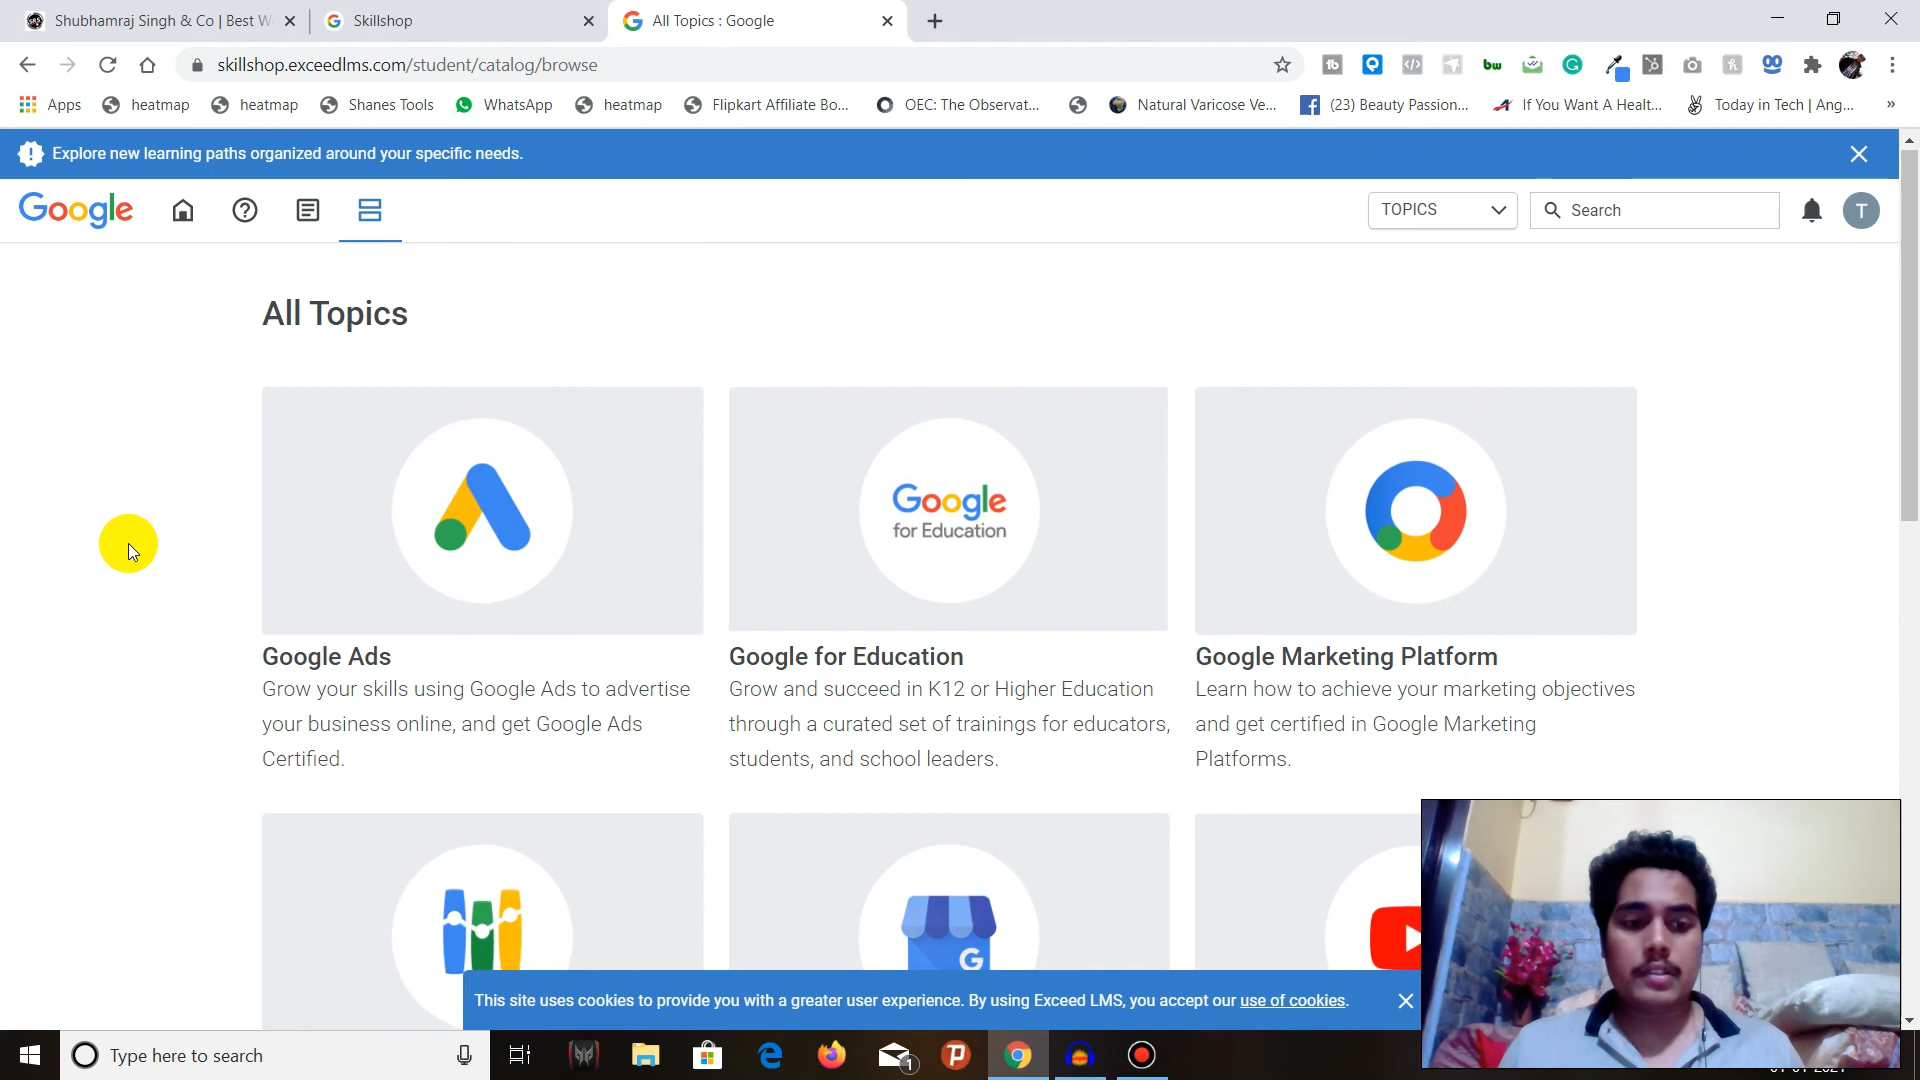 Shubhamraj Singh & Co | Best W
Skillshop
All Topics : Google
skillshop.exceedlms.com/student/catalog/browse
Apps
heatmap
heatmap
Shanes Tools
WhatsApp
heatmap
Flipkart Affiliate Bo...
OEC: The Observat...
Natural Varicose Ve...
(23) Beauty Passion...
If You Want A Healt...
Today in Tech | Ang...
Explore new learning paths organized around your specific needs.
Google
TOPICS
Search
T
All Topics
Google
for Education
Google Ads
Grow your skills using Google Ads to advertise
your business online, and get Google Ads
Certified.
Google for Education
Grow and succeed in K12 or Higher Education
through a curated set of trainings for educators,
students, and school leaders.
Google Marketing Platform
Learn how to achieve your marketing objectives
and get certified in Google Marketing
Platforms.
G
This site uses cookies to provide you with a greater user experience. By using Exceed LMS, you accept our use of cookies.
Type here to search
1